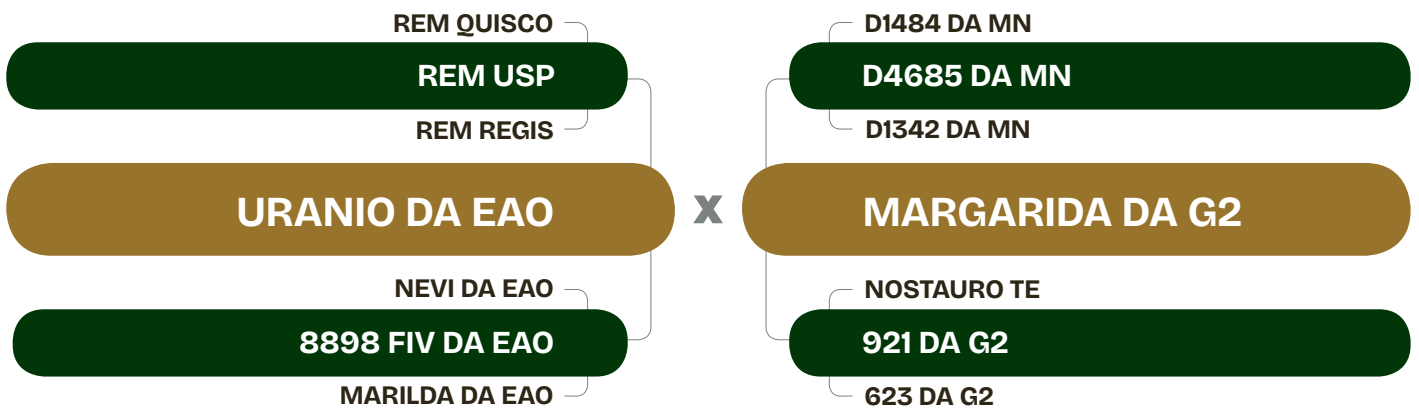 REM QUISCO
REM USP
REM REGIS
URANIO DA EAO
NEVI DA EAO
8898 FIV DA EAO
MARILDA DA EAO
X
D1484 DA MN
D4685 DA MN
D1342 DA MN
MARGARIDA DA G2
NOSTAURO TE
921 DA G2
623 DA G2